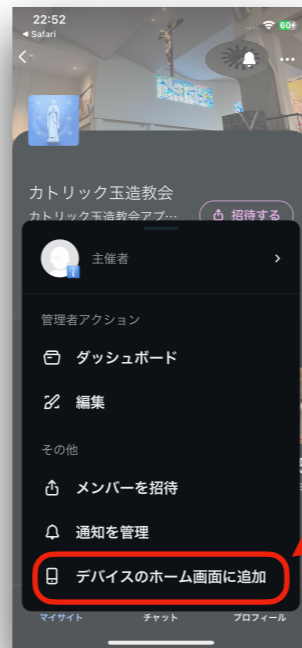 22:52
60
◀ Safari
カトリック玉造教会
カトリック玉造教会アプ…
招待する
主催者
管理者アクション
ダッシュボード
編集
その他
メンバーを招待
通知を管理
デバイスのホーム画面に追加
マイサイト
チャット
プロフィール